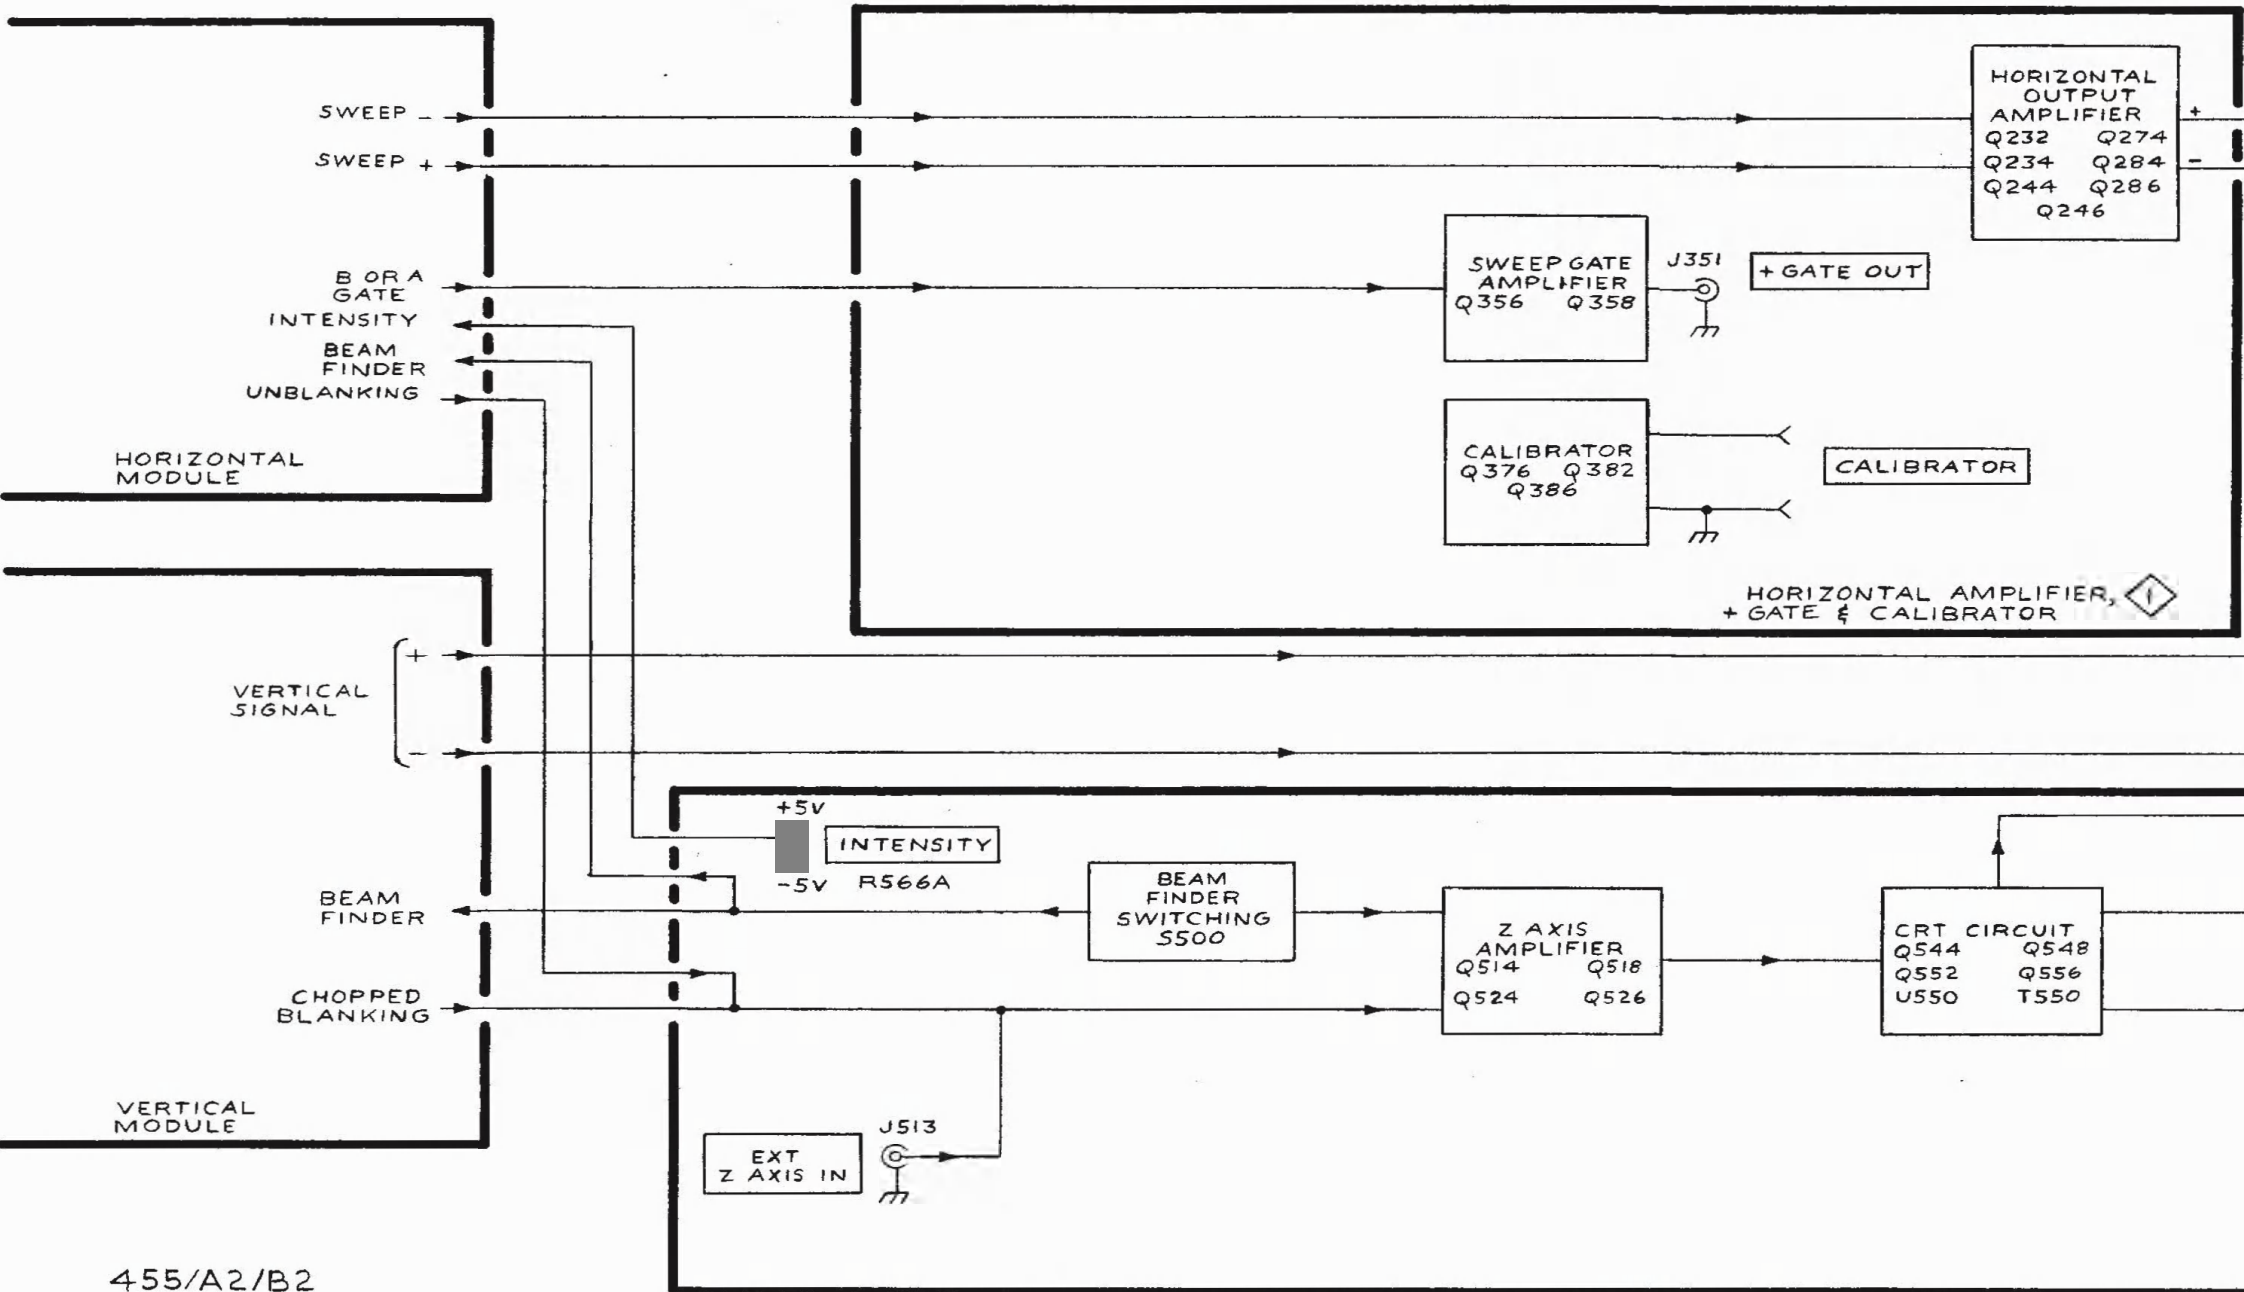 SWEEP -
SWEEP +
B OR A
GATE
INTENSITY
BEAM
FINDER
UNBLANKING
HORIZONTAL
MODULE
HORIZONTAL
OUTPUT
AMPLIFIER
Q232 Q274
Q234 Q284
Q244 Q286
Q246
+
-
SWEEP GATE
AMPLIFIER
Q356 Q358
J351
+ GATE OUT
CALIBRATOR
Q376 Q382
Q386
CALIBRATOR
HORIZONTAL AMPLIFIER,
+ GATE & CALIBRATOR
+
VERTICAL
SIGNAL
-
BEAM
FINDER
CHOPPED
BLANKING
VERTICAL
MODULE
+5V
INTENSITY
-5V R566A
BEAM
FINDER
SWITCHING
S500
Z AXIS
AMPLIFIER
Q514 Q518
Q524 Q526
CRT CIRCUIT
Q544 Q548
Q552 Q556
U550 T550
J513
EXT
Z AXIS IN
455/A2/B2